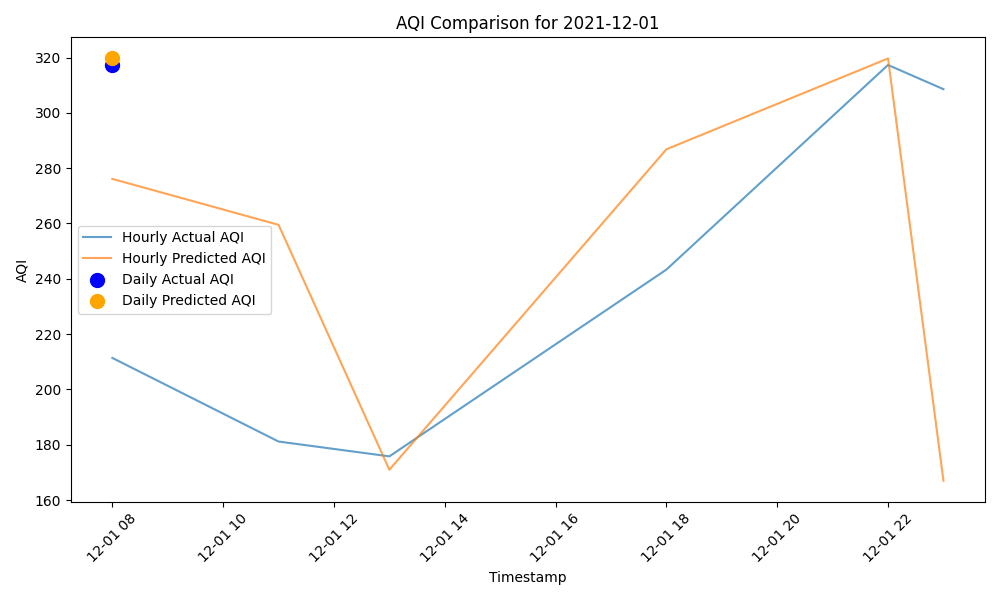 AQI Comparison for 2021-12-01
AQI
320
300
280
260
240
220
200
180
160
Hourly Actual AQI
Hourly Predicted AQI
Daily Actual AQI
Daily Predicted AQI
12-01 08
12-01 10
12-01 12
12-01 14
12-01 16
12-01 18
12-01 20
12-01 22
Timestamp